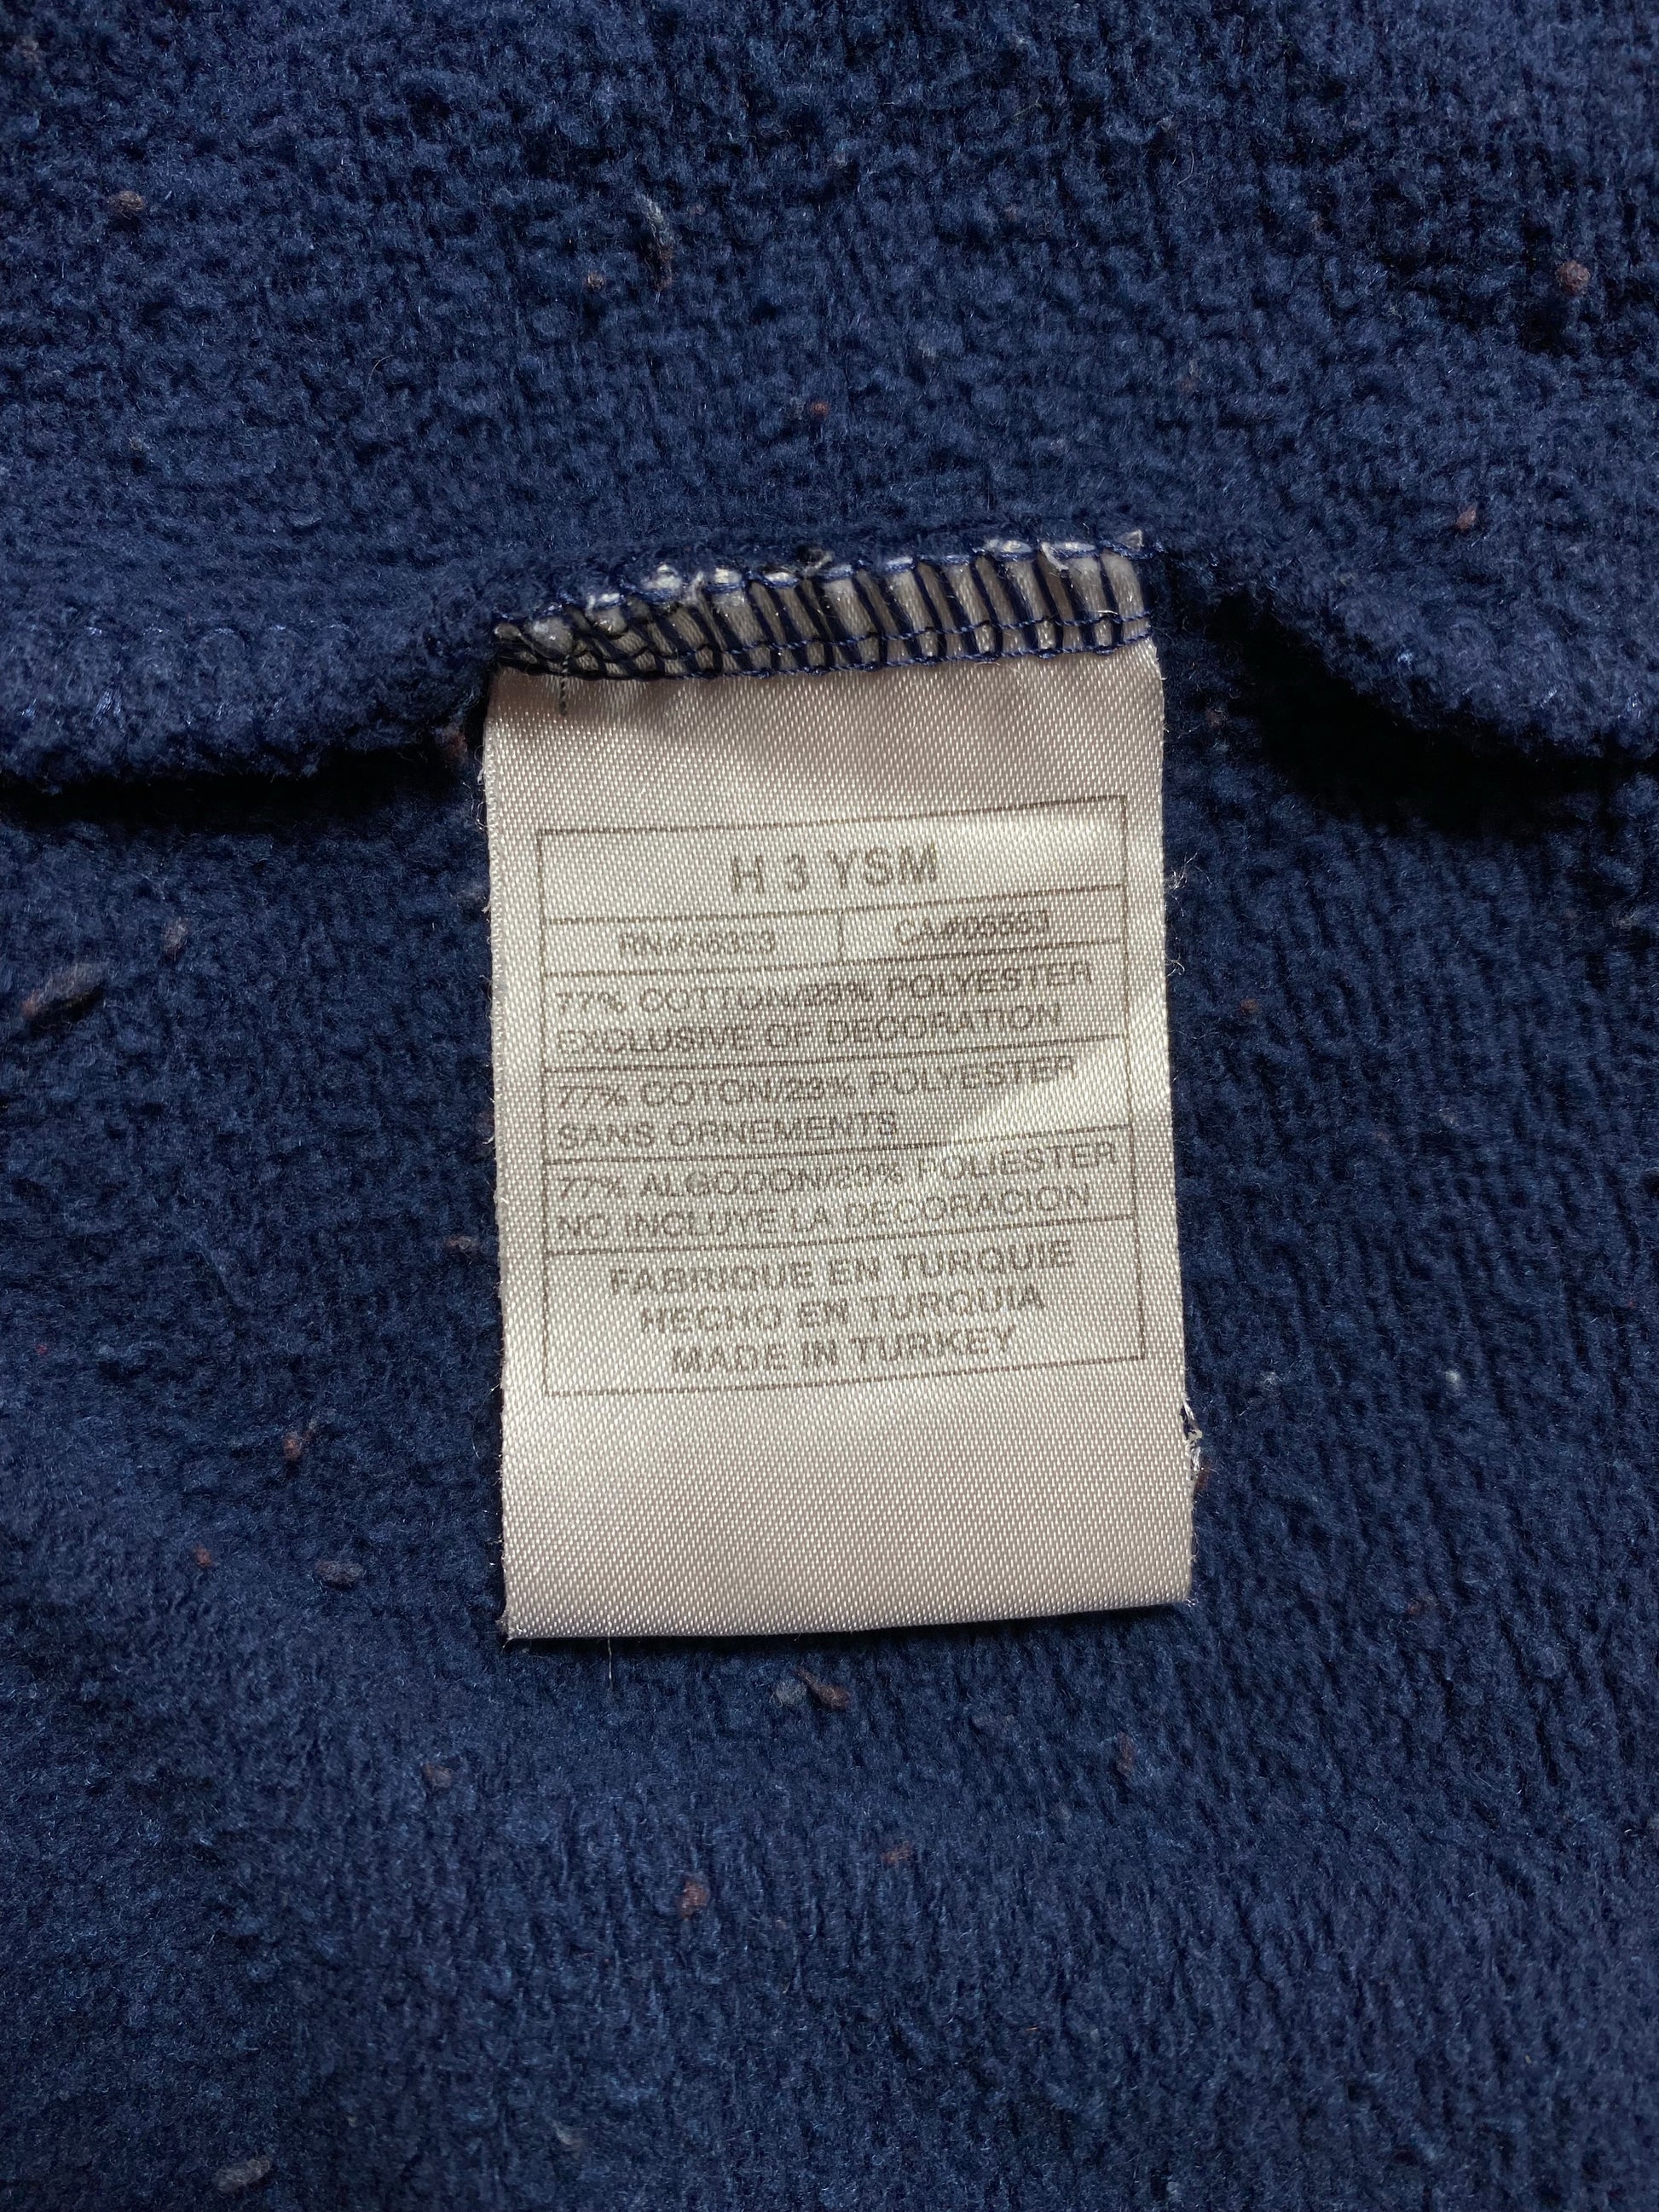 H 3 YSM
RN#56323 CA#05553
77% COTTON/23% POLYESTER
EXCLUSIVE OF DECORATION
77% COTON/23% POLYESTER
SANS ORNEMENTS
77% ALGODON/23% POLIESTER
NO INCLUYE LA DECORACION
FABRIQUE EN TURQUIE
HECHO EN TURQUIA
MADE IN TURKEY